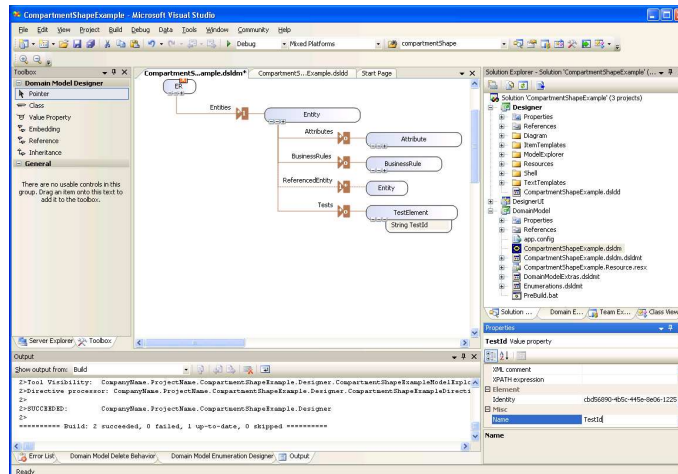 CompartmentShapeExample - Microsoft Visual Studio
File Edit View Project Build Debug Data Tools Window Community Help
Debug Mixed Platforms compartmentShape
Toolbox
Domain Model Designer
Pointer
Class
Value Property
Embedding
Reference
Inheritance
General
There are no usable controls in this
group. Drag an item onto this text to
add it to the toolbox.
Server Explorer Toolbox
CompartmentS...ample.dsldm* CompartmentS...Example.dsldd Start Page
ER
Entities
Entity
Attributes
Attribute
BusinessRules
BusinessRule
ReferencedEntity
Entity
Tests
TestElement
String TestId
Solution Explorer - Solution 'CompartmentShapeExample' (...
Solution 'CompartmentShapeExample' (3 projects)
Designer
Properties
References
Diagram
ItemTemplates
ModelExplorer
Resources
Shell
TextTemplates
CompartmentShapeExample.dsldd
DesignerUI
DomainModel
Properties
References
app.config
CompartmentShapeExample.dsldm
CompartmentShapeExample.dsldm.dsldmt
CompartmentShapeExample.Resource.resx
DomainModelExtras.dsldmt
Enumerations.dsldmt
PreBuild.bat
Solution ... Domain E... Team Ex... Class View
Properties
TestId Value property
XML comment
XPATH expression
Element
Identity cbd56890-4b5c-445e-8e06-1225
Misc
Name TestId
Name
Output
Show output from: Build
2>Tool Visibility: CompanyName.ProjectName.CompartmentShapeExample.Designer.CompartmentShapeExampleModelExplo
2>Directive processor: CompanyName.ProjectName.CompartmentShapeExample.Designer.CompartmentShapeExampleDirecti
2>
2>SUCCEEDED: CompanyName.ProjectName.CompartmentShapeExample.Designer
2>
========== Build: 2 succeeded, 0 failed, 1 up-to-date, 0 skipped ==========
Error List Domain Model Delete Behavior Domain Model Enumeration Designer Output
Ready